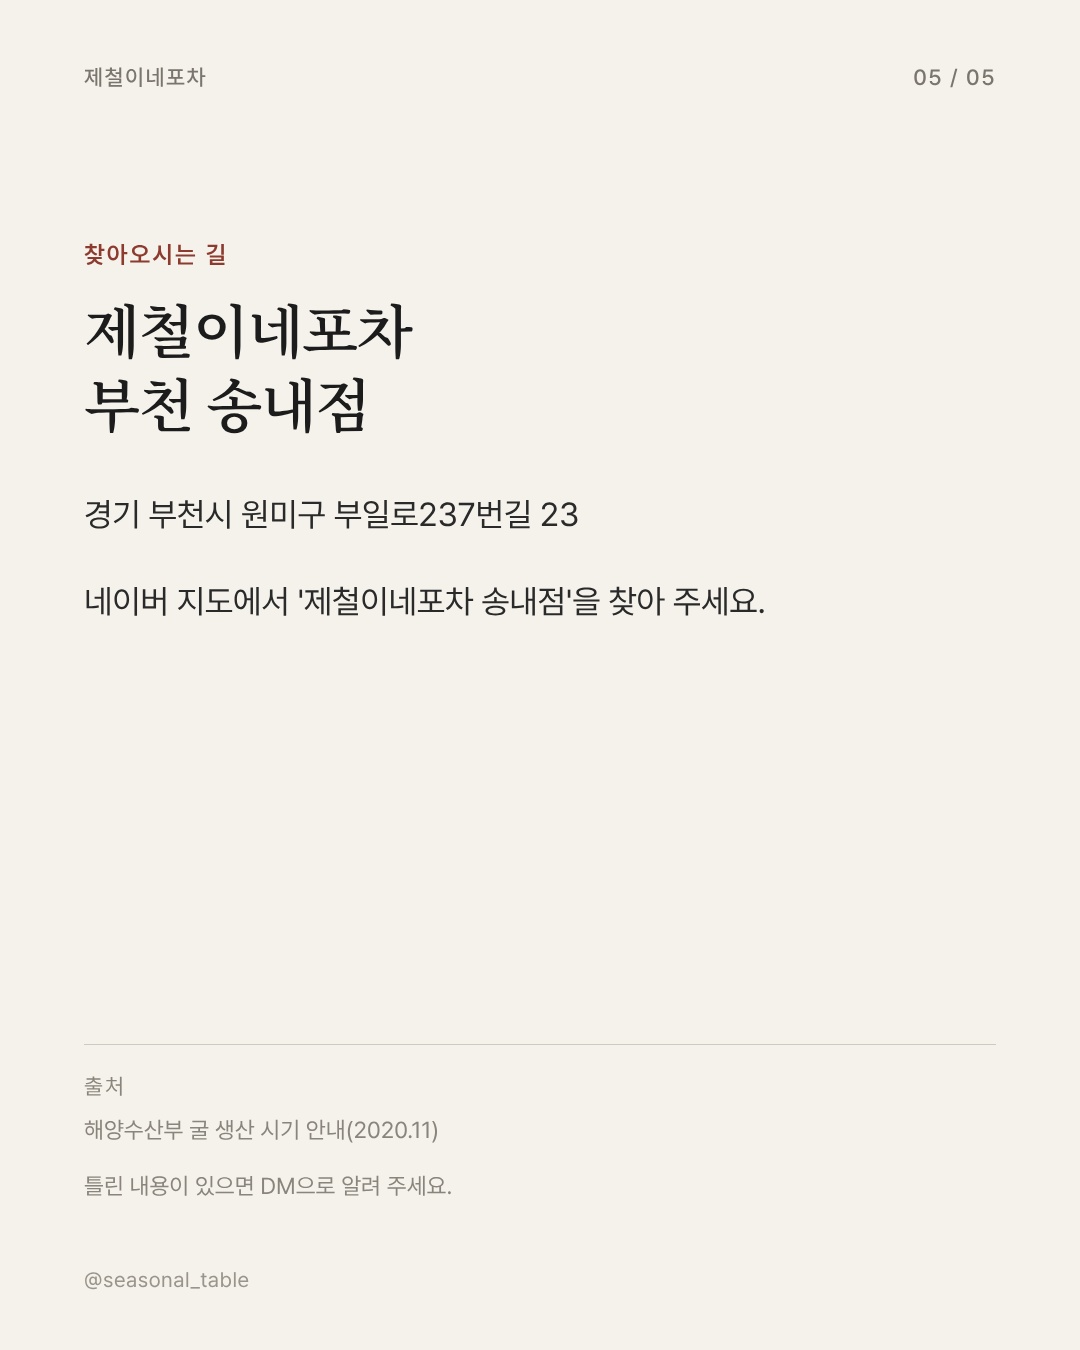 제철이네포차
05 / 05
찾아오시는 길
제철이네포차
부천 송내점
경기 부천시 원미구 부일로237번길 23
네이버 지도에서 '제철이네포차 송내점'을 찾아 주세요.
출처
해양수산부 굴 생산 시기 안내(2020.11)
틀린 내용이 있으면 DM으로 알려 주세요.
@seasonal_table